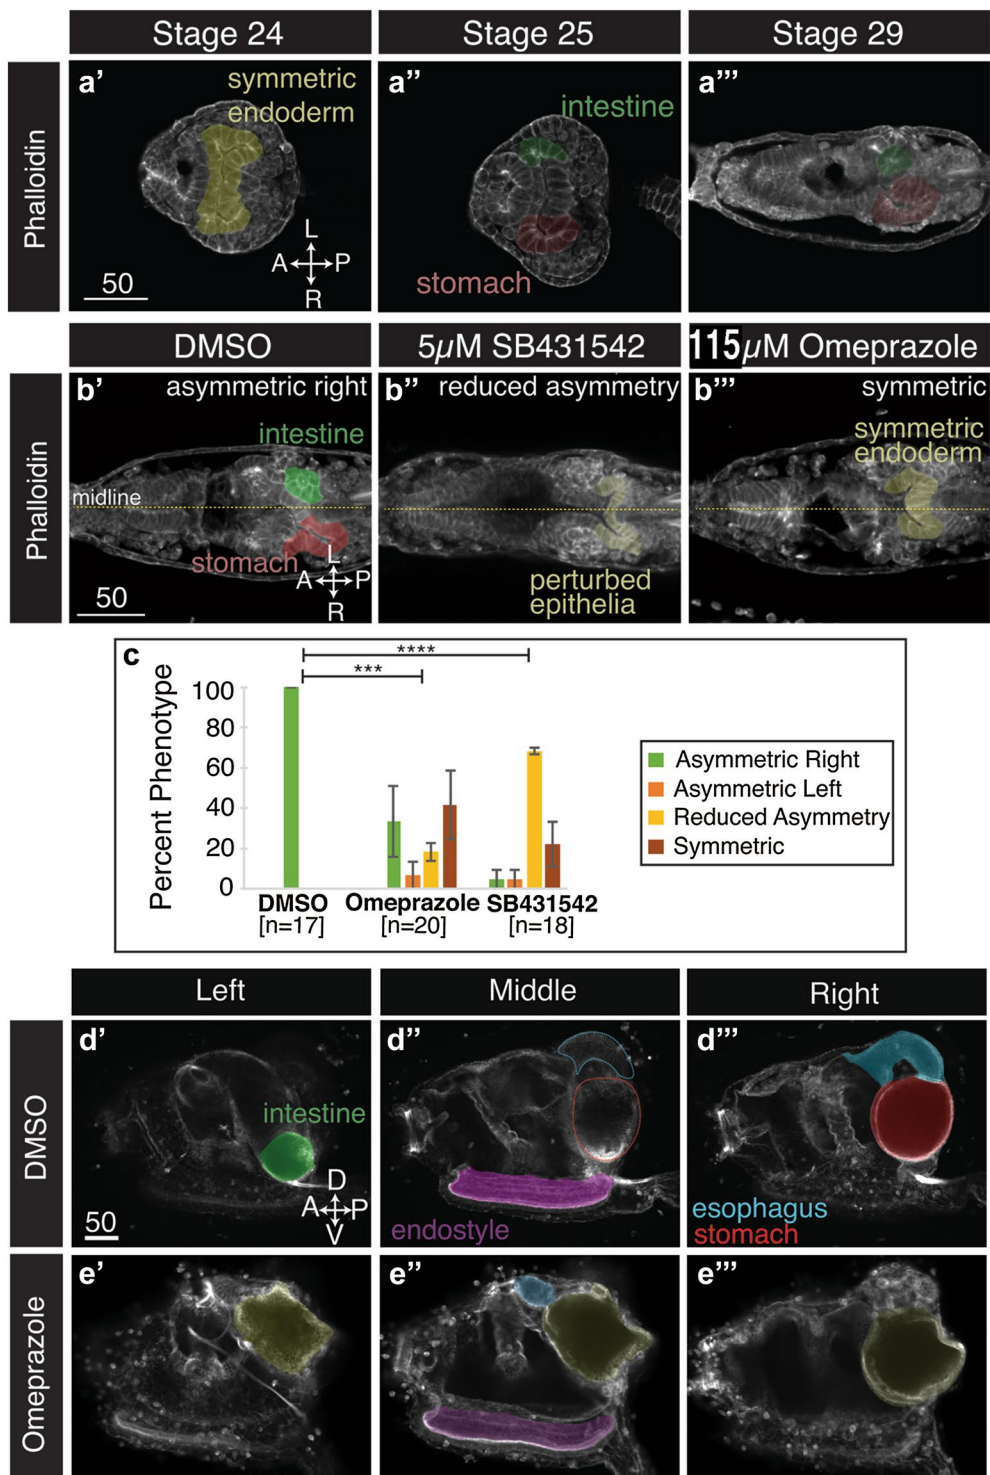 Stage 24
Stage 25
Stage 29
Phalloidin
a’
symmetric
endoderm
L
A P
R
50
a’’
intestine
stomach
a’’’
DMSO
5µM SB431542
115µM Omeprazole
Phalloidin
b’
asymmetric right
intestine
midline
stomach
L
A P
R
50
b’’
reduced asymmetry
perturbed
epithelia
b’’’
symmetric
symmetric
endoderm
c
****
***
Percent Phenotype
100
80
60
40
20
0
DMSO
[n=17]
Omeprazole
[n=20]
SB431542
[n=18]
Asymmetric Right
Asymmetric Left
Reduced Asymmetry
Symmetric
Left
Middle
Right
DMSO
d’
intestine
D
A P
V
50
d’’
endostyle
d’’’
esophagus
stomach
Omeprazole
e’
e’’
e’’’